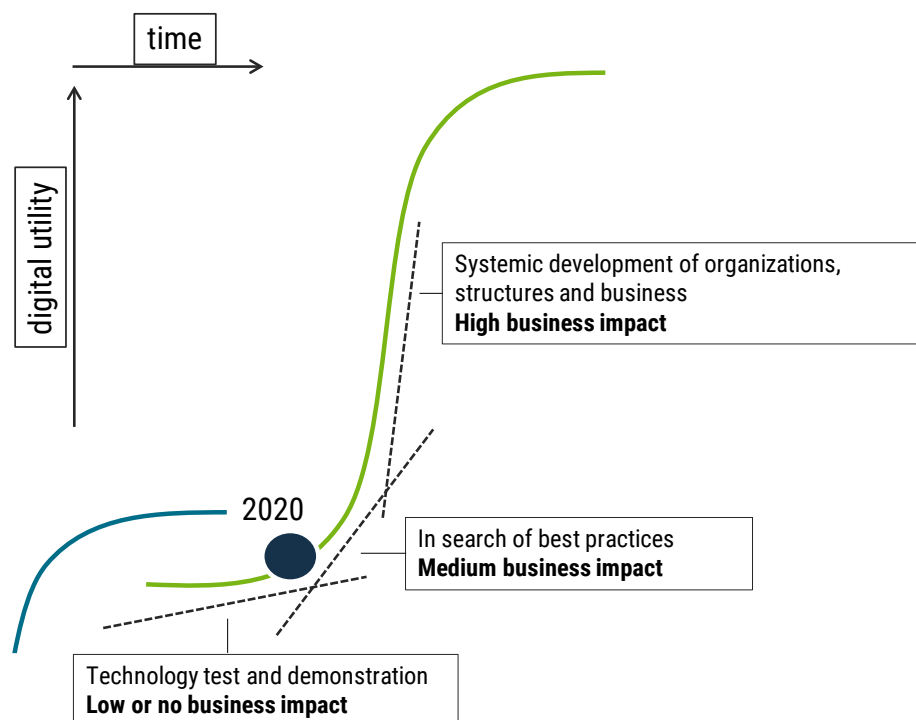 time
digital utility
Systemic development of organizations,
structures and business
High business impact
2020
In search of best practices
Medium business impact
Technology test and demonstration
Low or no business impact